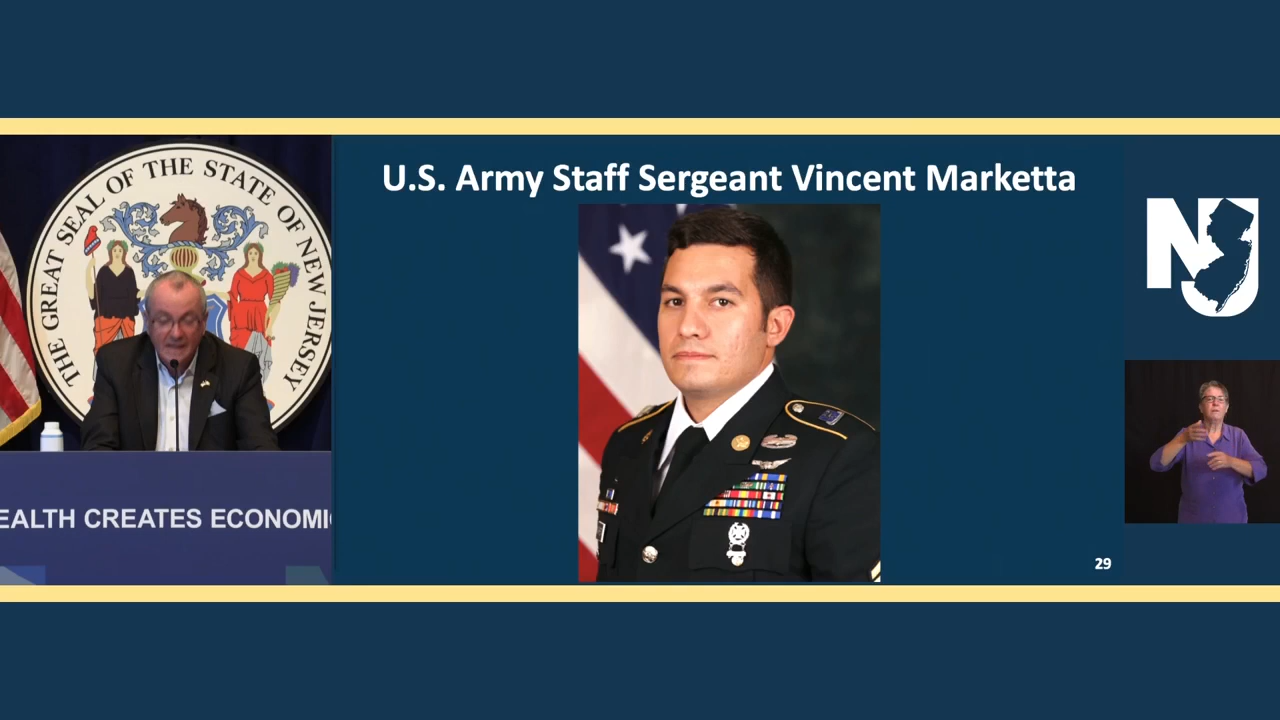 U.S. Army Staff Sergeant Vincent Marketta
THE GREAT SEAL OF THE STATE OF NEW JERSEY
NJ
EALTH CREATES ECONOMI
29